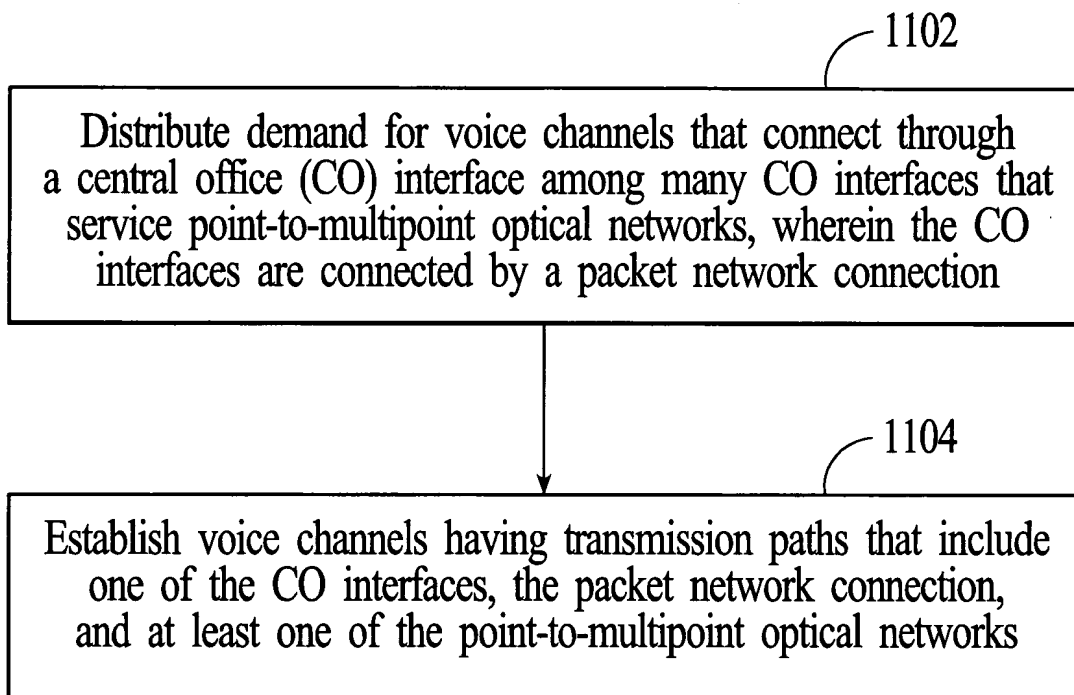 1102
Distribute demand for voice channels that connect through
a central office (CO) interface among many CO interfaces that
service point-to-multipoint optical networks, wherein the CO
interfaces are connected by a packet network connection
1104
Establish voice channels having transmission paths that include
one of the CO interfaces, the packet network connection,
and at least one of the point-to-multipoint optical networks